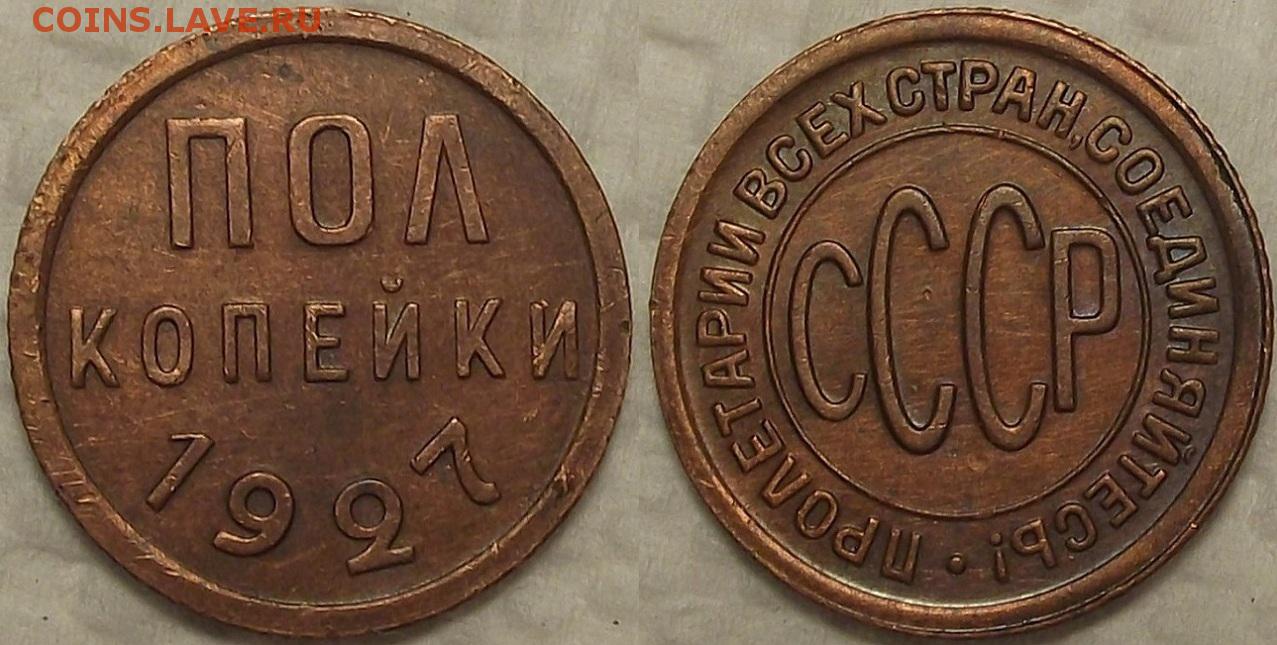 COINS.LAVE.RU
ПОЛ
КОПЕЙКИ
1927
ПРОЛЕТАРИИ ВСЕХ СТРАН, СОЕДИНЯЙТЕСЬ! •
СССР